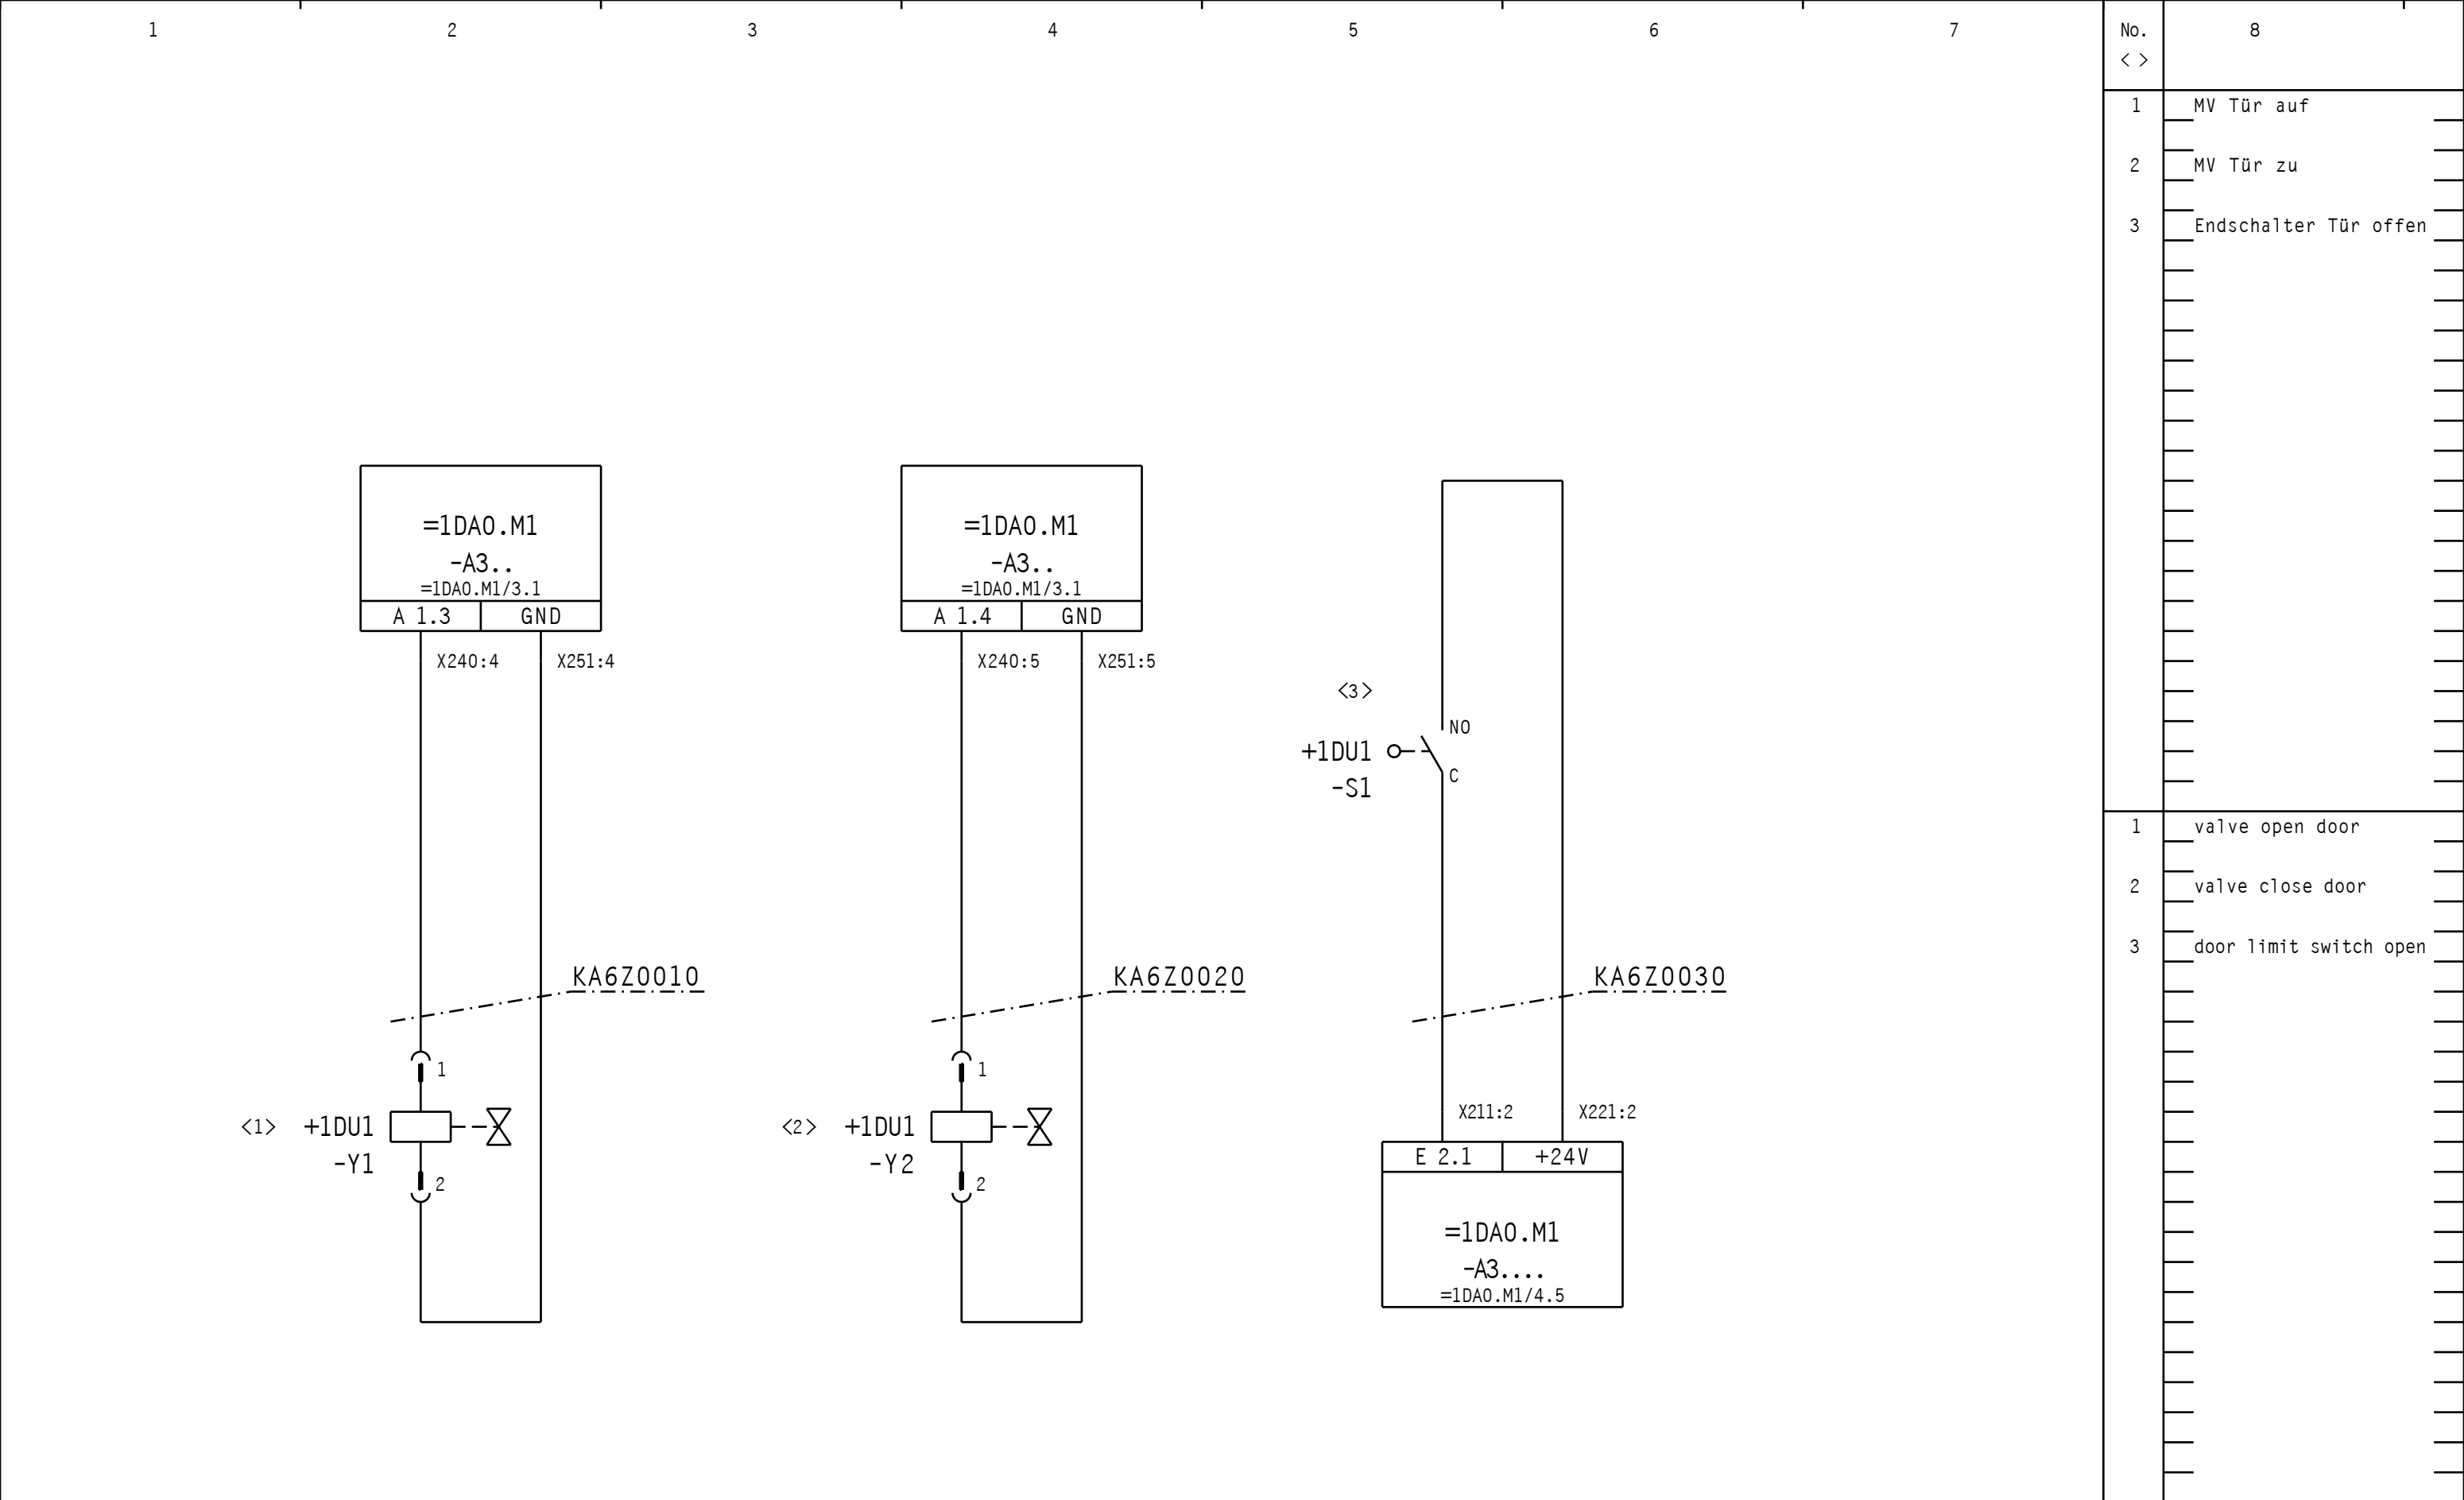 1 2 3 4 5 6 7 No. 8
< >
1 MV Tür auf
2 MV Tür zu
3 Endschalter Tür offen
=1DA0.M1
-A3..
=1DA0.M1/3.1
A 1.3 GND
X240:4 X251:4
KA6Z0010
1
<1> +1DU1
-Y1
2
=1DA0.M1
-A3..
=1DA0.M1/3.1
A 1.4 GND
X240:5 X251:5
KA6Z0020
1
<2> +1DU1
-Y2
2
<3>
NO
+1DU1
C
-S1
KA6Z0030
X211:2 X221:2
E 2.1 +24V
=1DA0.M1
-A3....
=1DA0.M1/4.5
1 valve open door
2 valve close door
3 door limit switch open